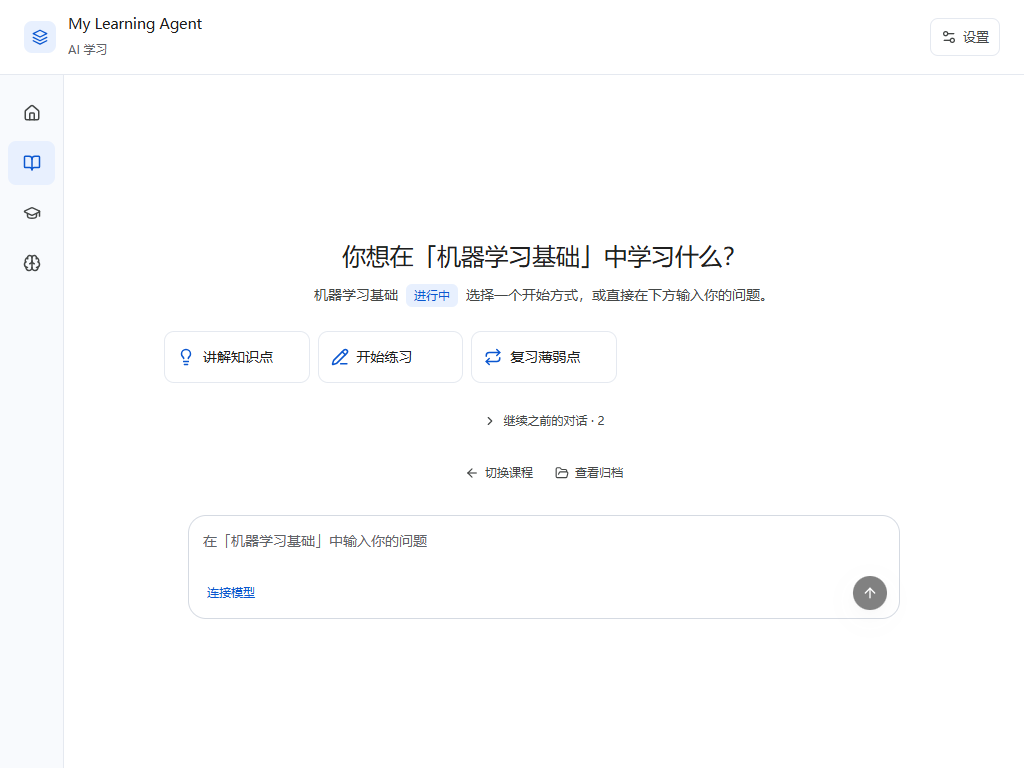 My Learning Agent
AI 学习
设置
你想在「机器学习基础」中学习什么？
机器学习基础 进行中 选择一个开始方式，或直接在下方输入你的问题。
讲解知识点 开始练习 复习薄弱点
继续之前的对话 · 2
切换课程 查看归档
在「机器学习基础」中输入你的问题
连接模型